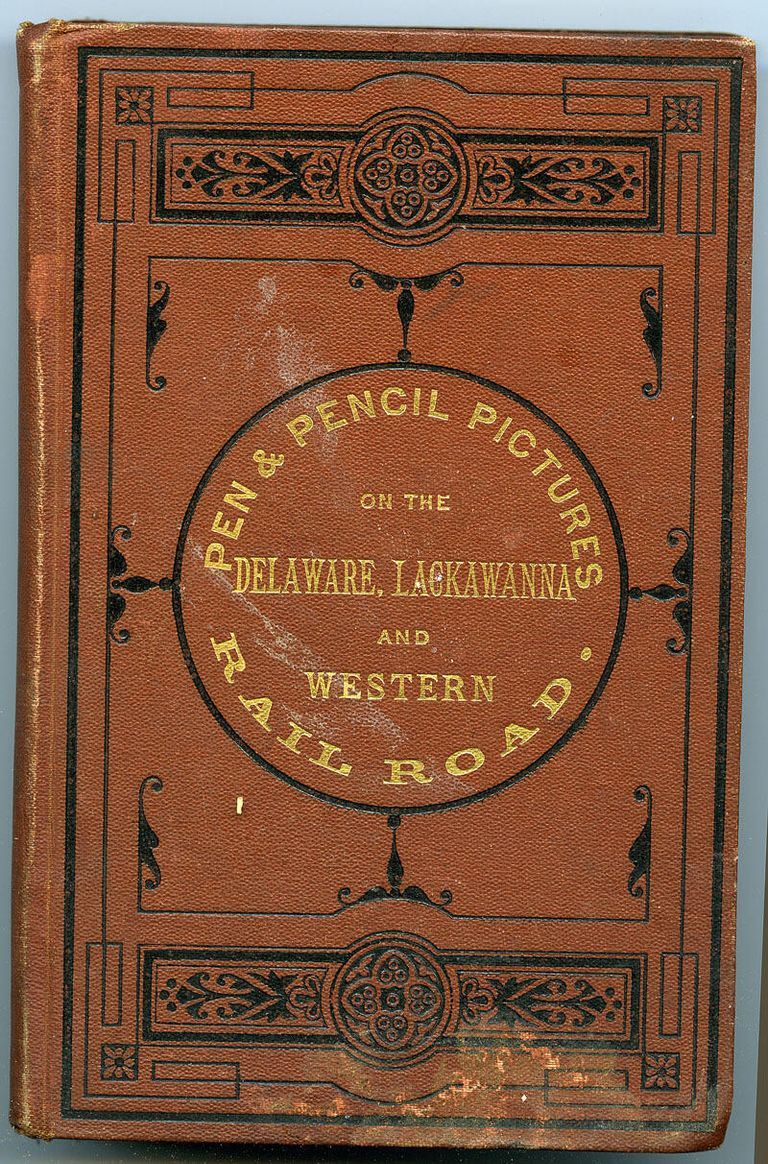 PEN & PENCIL PICTURES
ON THE
DELAWARE, LACKAWANNA
AND
WESTERN
RAIL ROAD.